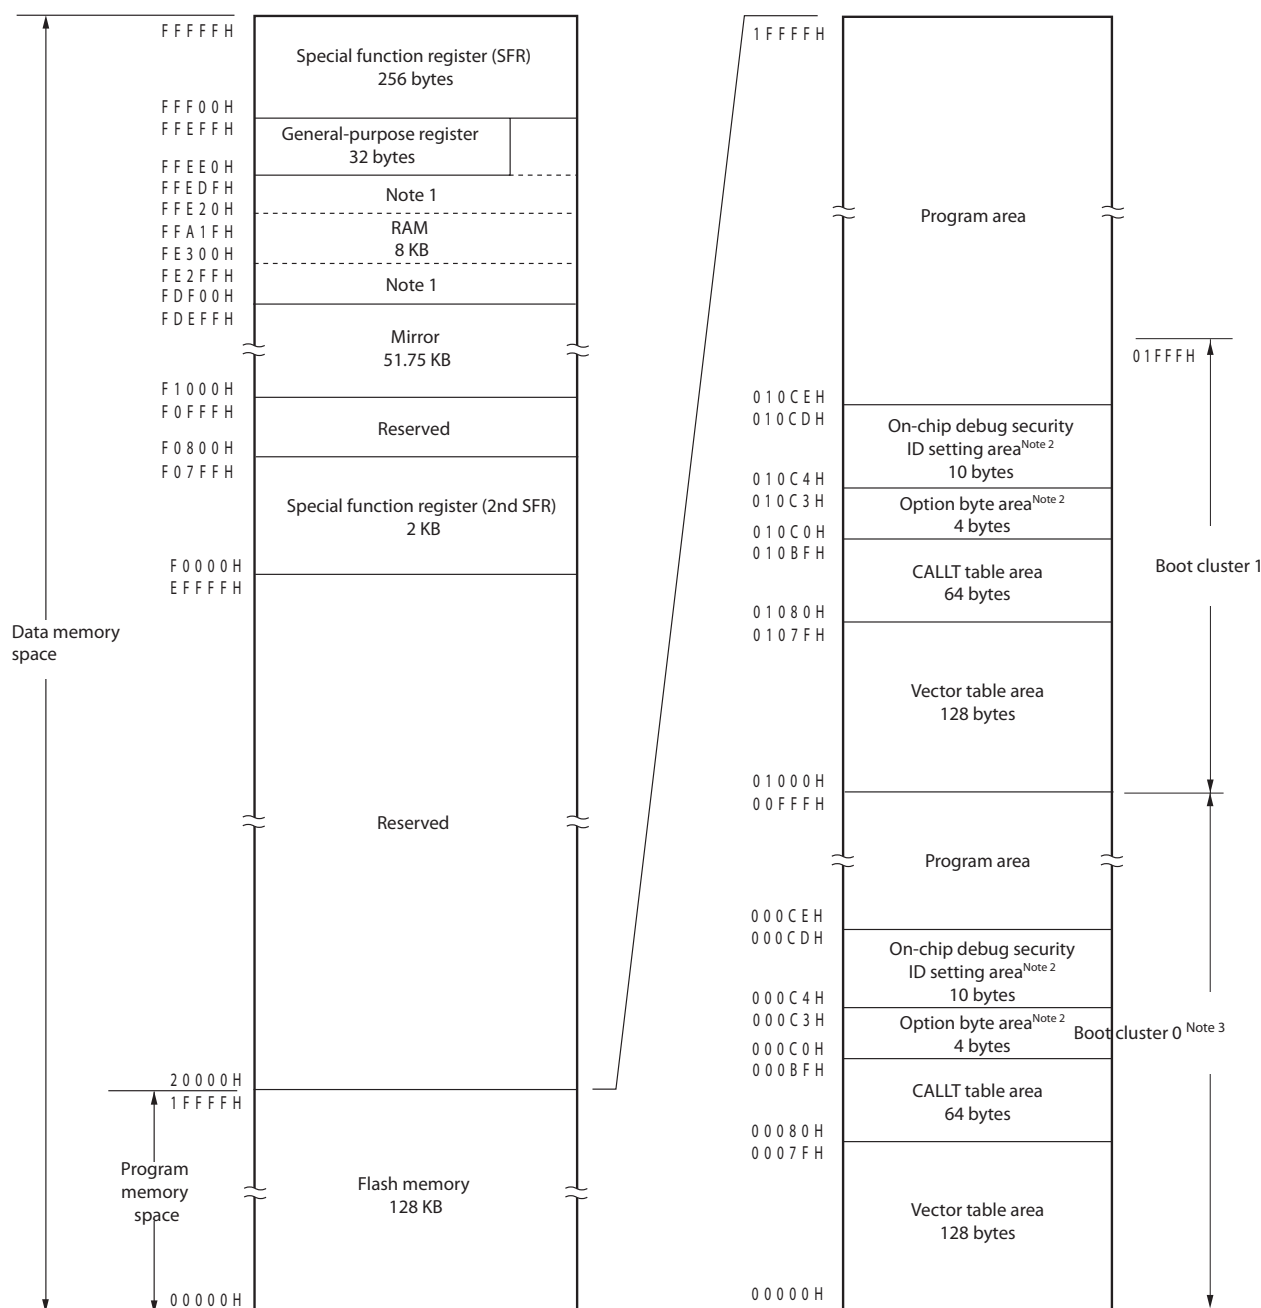 FFFFFH
Special function register (SFR)
256 bytes
FFF00H
FFEFFH
General-purpose register
32 bytes
FFEE0H
FFEDFH
Note 1
FFE20H
FFA1FH
RAM
8 KB
FE300H
FE2FFH
Note 1
FDF00H
FDEFFH
Mirror
51.75 KB
F1000H
F0FFFH
Reserved
F0800H
F07FFH
Special function register (2nd SFR)
2 KB
F0000H
EFFFFH
Data memory
space
Reserved
20000H
1FFFFH
Program
memory
space
Flash memory
128 KB
00000H
1FFFFH
Program area
01FFFH
010CEH
010CDH
On-chip debug security
ID setting area Note 2
10 bytes
010C4H
010C3H
Option byte area Note 2
4 bytes
010C0H
010BFH
CALLT table area
64 bytes
Boot cluster 1
01080H
0107FH
Vector table area
128 bytes
01000H
00FFFH
Program area
000CEH
000CDH
On-chip debug security
ID setting area Note 2
10 bytes
000C4H
000C3H
Option byte area Note 2
4 bytes
Boot cluster 0 Note 3
000C0H
000BFH
CALLT table area
64 bytes
00080H
0007FH
Vector table area
128 bytes
00000H